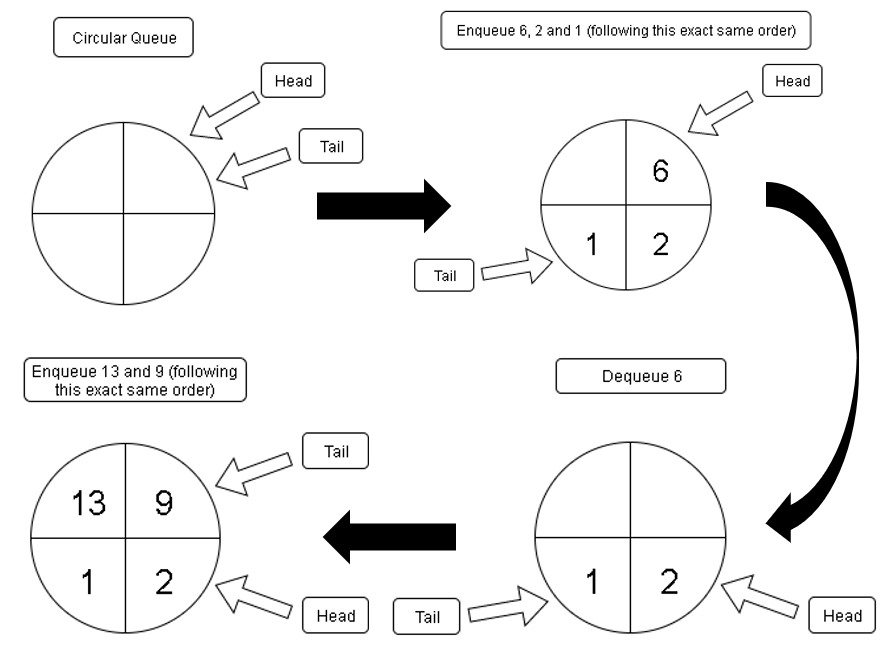 Circular Queue
Head
Tail
Enqueue 6, 2 and 1 (following this exact same order)
Head
6
1 2
Tail
Dequeue 6
1 2
Tail
Head
Enqueue 13 and 9 (following
this exact same order)
Tail
13 9
1 2
Head